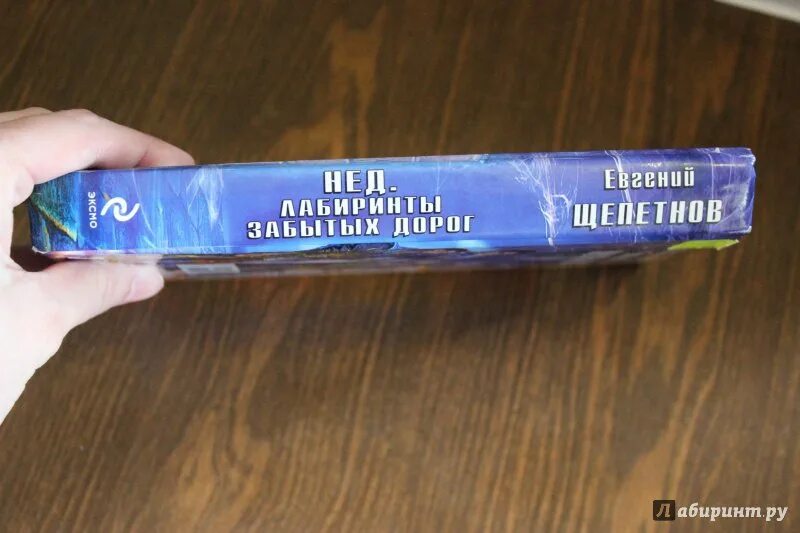 ЭКСМО
НЕД.
ЛАБИРИНТЫ
ЗАБЫТЫХ ДОРОГ
Евгений
ЩЕПЕТНОВ
Лабиринт.ру